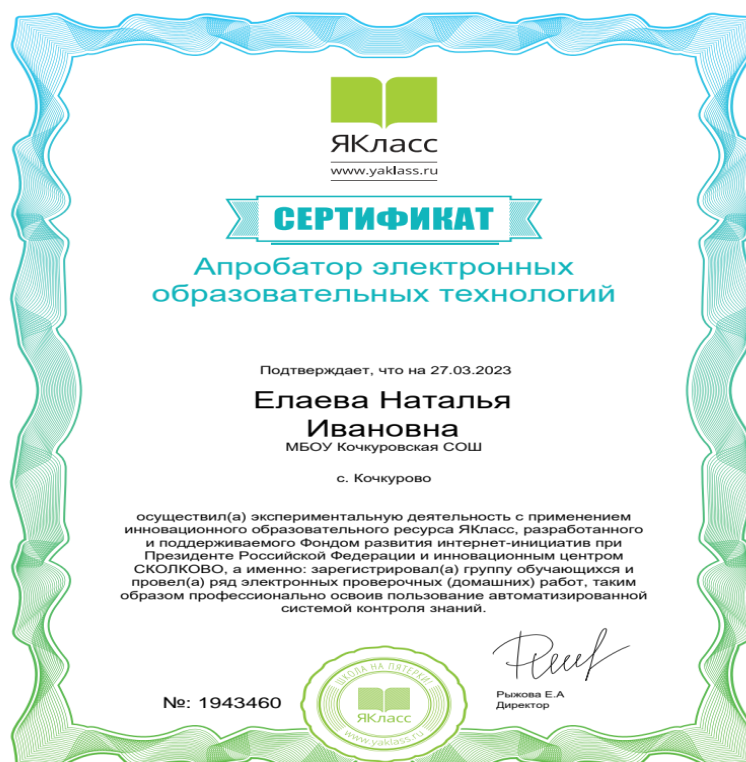 ЯКласс
www.yaklass.ru
СЕРТИФИКАТ
Апробатор электронных
образовательных технологий
Подтверждает, что на 27.03.2023
Елаева Наталья
Ивановна
МБОУ Кочкуровская СОШ
с. Кочкурово
осуществил(а) экспериментальную деятельность с применением
инновационного образовательного ресурса ЯКласс, разработанного
и поддерживаемого Фондом развития интернет-инициатив при
Президенте Российской Федерации и инновационным центром
СКОЛКОВО, а именно: зарегистрировал(а) группу обучающихся и
провел(а) ряд электронных проверочных (домашних) работ, таким
образом профессионально освоив пользование автоматизированной
системой контроля знаний.
№: 1943460
ШКОЛА НА ПЯТЕРКИ!
ЯКласс
www.yaklass.ru
Рыжова Е.А
Директор